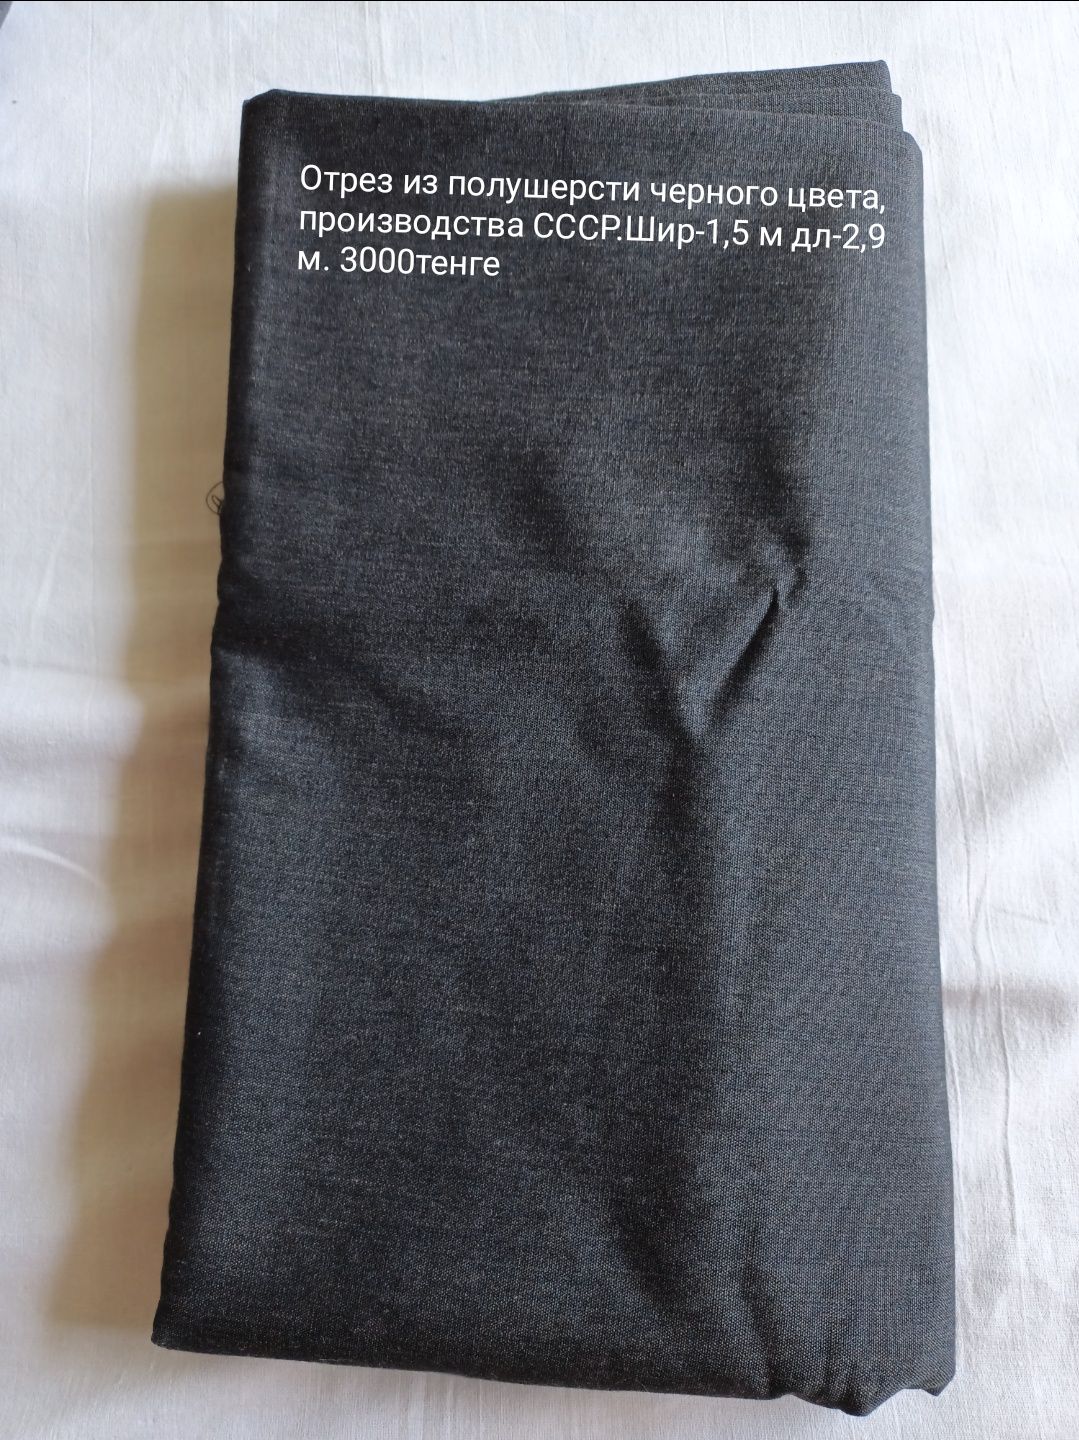 Отрез из полушерсти черного цвета,
производства СССР.Шир-1,5 м дл-2,9
м. 3000тенге